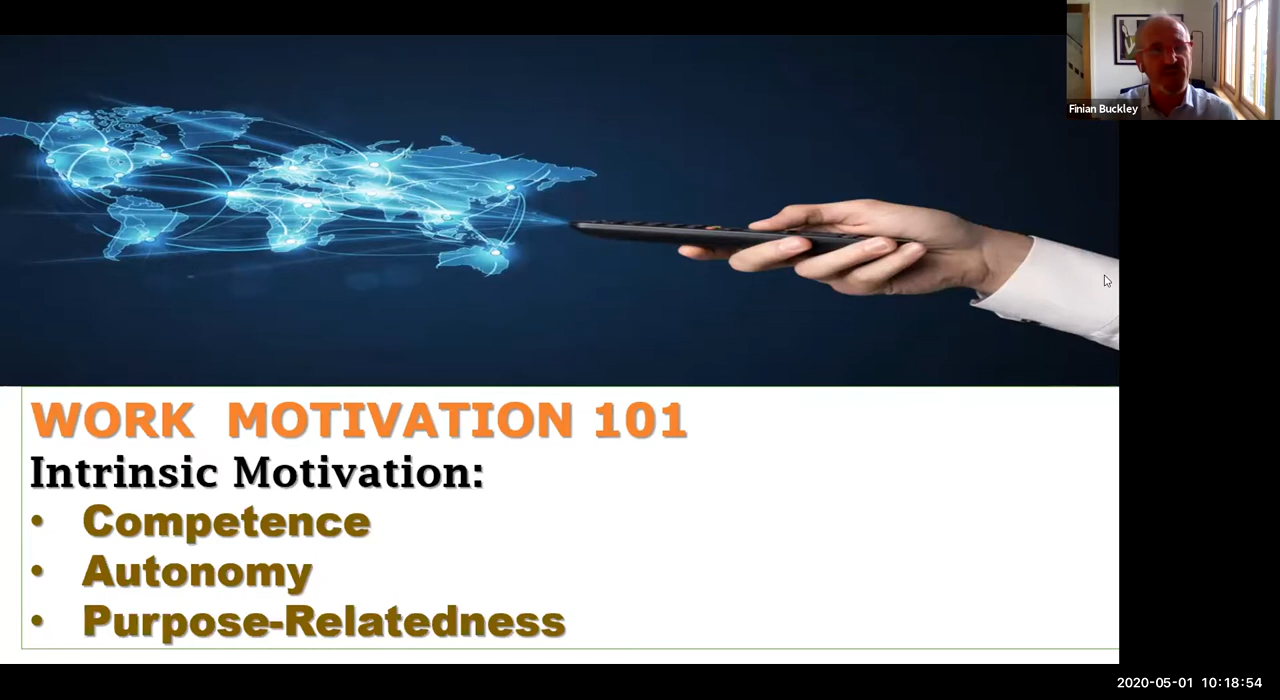 Finian Buckley
WORK MOTIVATION 101
Intrinsic Motivation:
• Competence
• Autonomy
• Purpose-Relatedness
2020-05-01 10:18:54